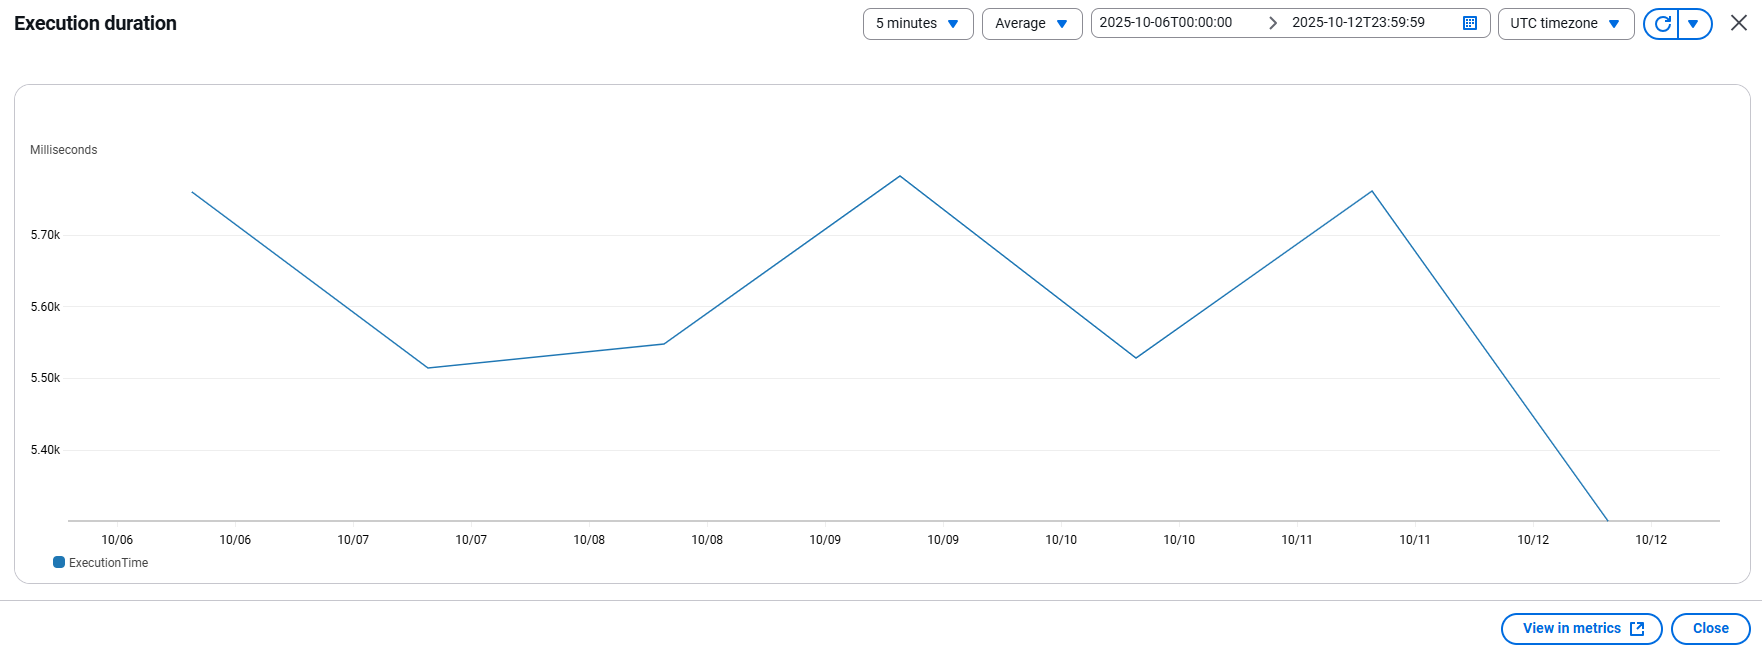 Execution duration
5 minutes
Average
2025-10-06T00:00:00
2025-10-12T23:59:59
UTC timezone
Milliseconds
5.70k
5.60k
5.50k
5.40k
10/06 10/06 10/07 10/07 10/08 10/08 10/09 10/09 10/10 10/10 10/11 10/11 10/12 10/12
ExecutionTime
View in metrics
Close